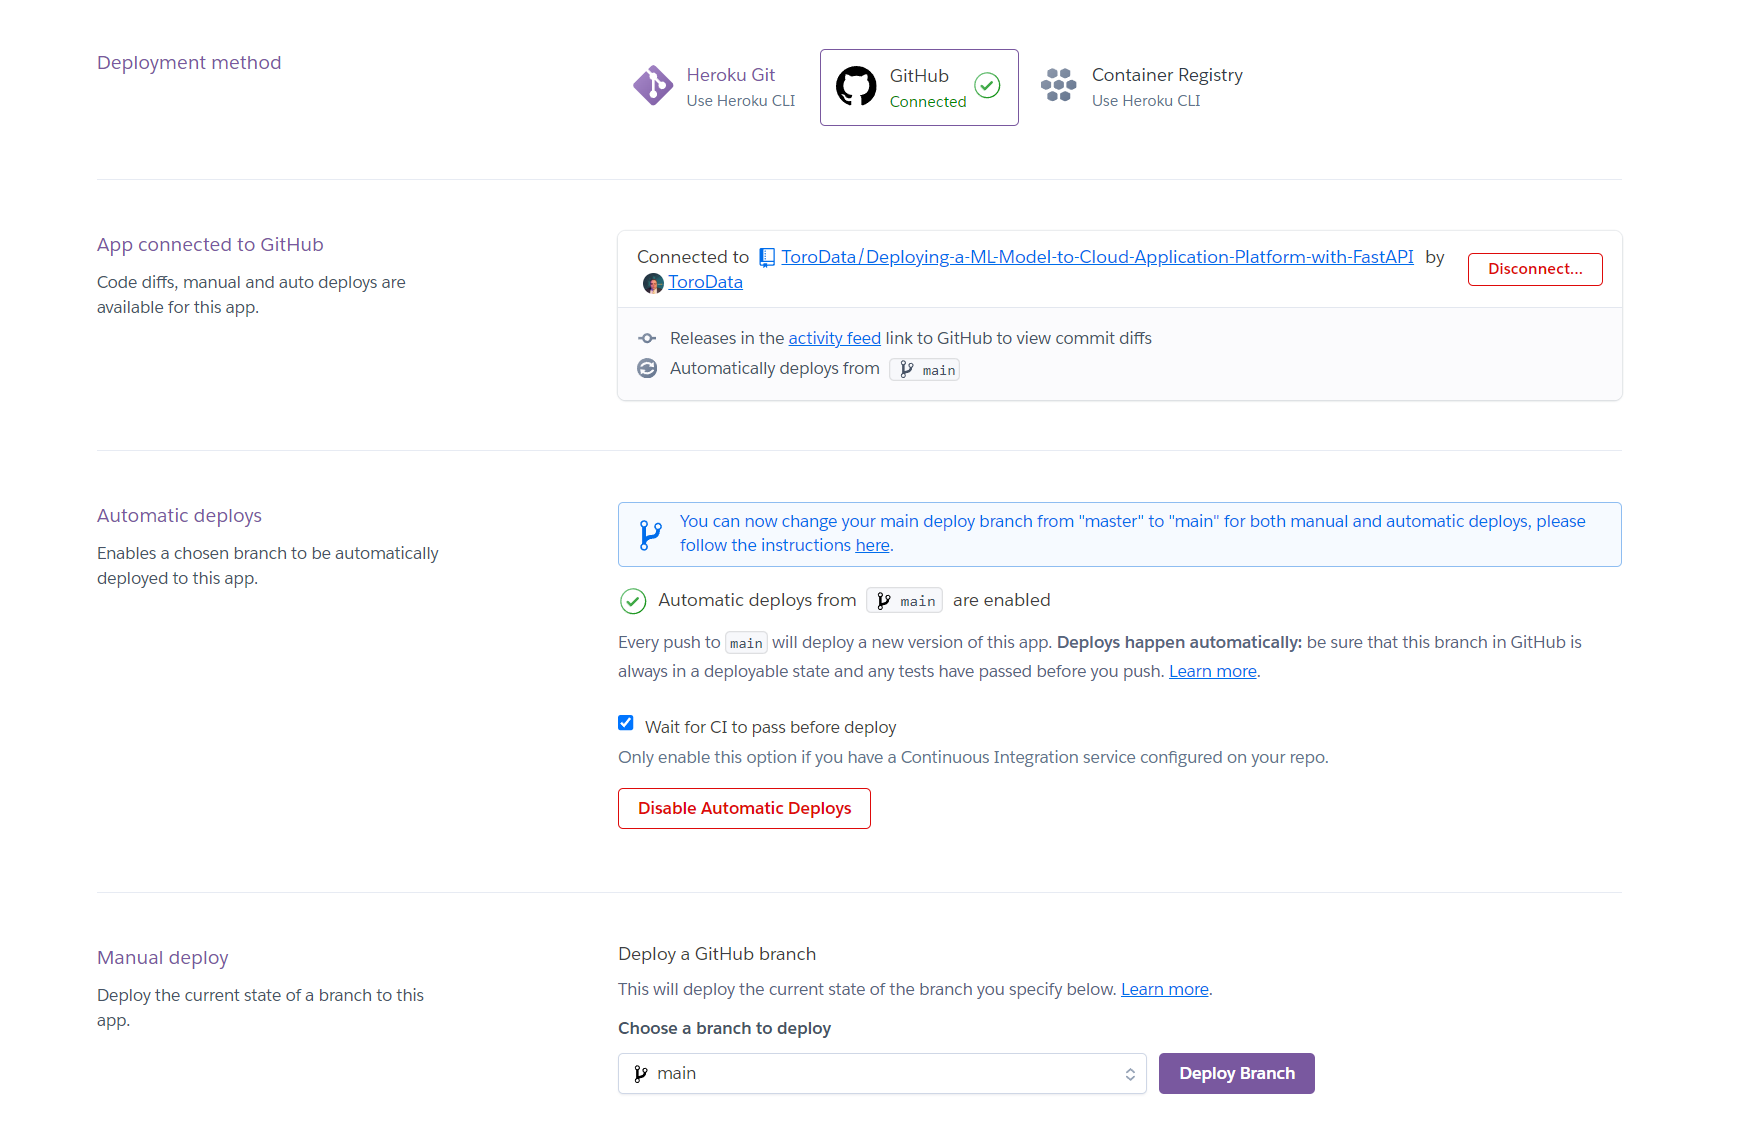 Deployment method
Heroku Git
Use Heroku CLI
GitHub
Connected
Container Registry
Use Heroku CLI
App connected to GitHub
Code diffs, manual and auto deploys are
available for this app.
Connected to ToroData/Deploying-a-ML-Model-to-Cloud-Application-Platform-with-FastAPI by
ToroData
Disconnect...
Releases in the activity feed link to GitHub to view commit diffs
Automatically deploys from main
Automatic deploys
Enables a chosen branch to be automatically
deployed to this app.
You can now change your main deploy branch from "master" to "main" for both manual and automatic deploys, please
follow the instructions here.
Automatic deploys from main are enabled
Every push to main will deploy a new version of this app. Deploys happen automatically: be sure that this branch in GitHub is
always in a deployable state and any tests have passed before you push. Learn more.
Wait for CI to pass before deploy
Only enable this option if you have a Continuous Integration service configured on your repo.
Disable Automatic Deploys
Manual deploy
Deploy the current state of a branch to this
app.
Deploy a GitHub branch
This will deploy the current state of the branch you specify below. Learn more.
Choose a branch to deploy
main
Deploy Branch